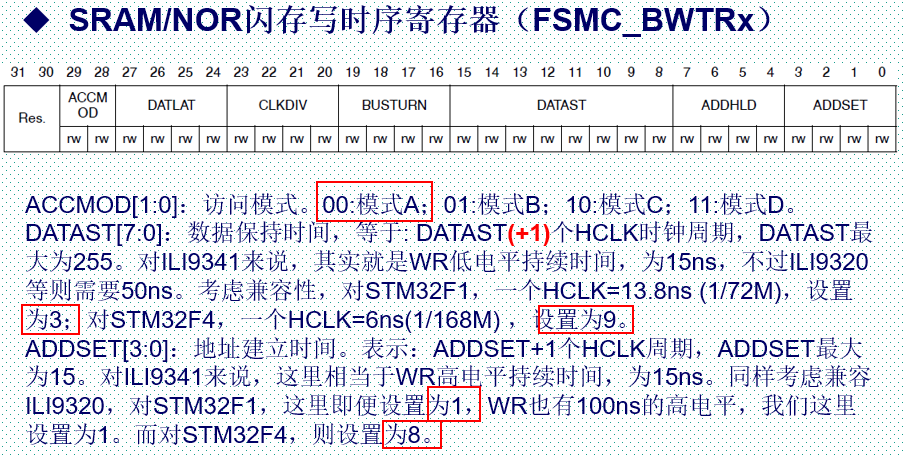 ◆ SRAM/NOR闪存写时序寄存器（FSMC_BWTRx）
31 30 29 28 27 26 25 24 23 22 21 20 19 18 17 16 15 14 13 12 11 10 9 8 7 6 5 4 3 2 1 0
Res. ACCM OD DATLAT CLKDIV BUSTURN DATAST ADDHLD ADDSET
rw rw rw rw rw rw rw rw rw rw rw rw rw rw rw rw rw rw rw rw rw rw rw rw rw rw rw rw rw rw
ACCMOD[1:0]：访问模式。00:模式A；01:模式B；10:模式C；11:模式D。
DATAST[7:0]：数据保持时间，等于: DATAST(+1)个HCLK时钟周期，DATAST最
大为255。对ILI9341来说，其实就是WR低电平持续时间，为15ns，不过ILI9320
等则需要50ns。考虑兼容性，对STM32F1，一个HCLK=13.8ns (1/72M)，设置
为3；对STM32F4，一个HCLK=6ns(1/168M) ，设置为9。
ADDSET[3:0]：地址建立时间。表示：ADDSET+1个HCLK周期，ADDSET最大
为15。对ILI9341来说，这里相当于WR高电平持续时间，为15ns。同样考虑兼容
ILI9320，对STM32F1，这里即便设置为1，WR也有100ns的高电平，我们这里
设置为1。而对STM32F4，则设置为8。